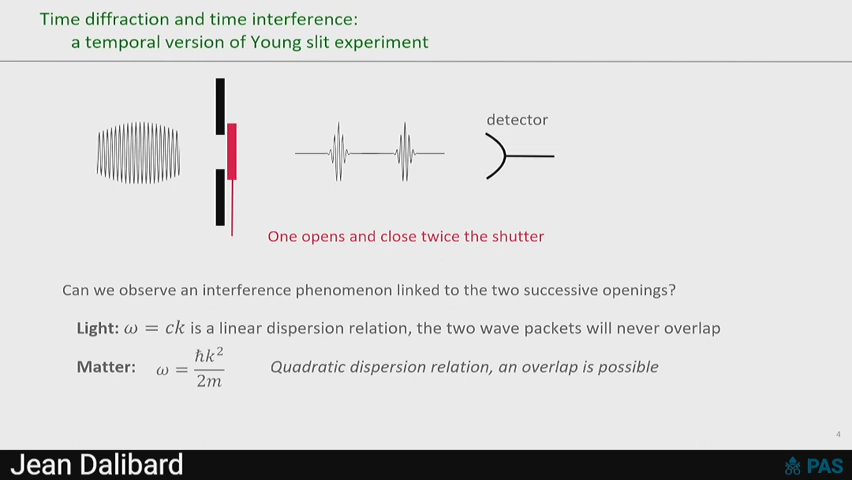 Time diffraction and time interference:
a temporal version of Young slit experiment
detector
One opens and close twice the shutter
Can we observe an interference phenomenon linked to the two successive openings?
Light: ω = ck is a linear dispersion relation, the two wave packets will never overlap
Matter: ω = ħk²/2m Quadratic dispersion relation, an overlap is possible
4
Jean Dalibard
PAS